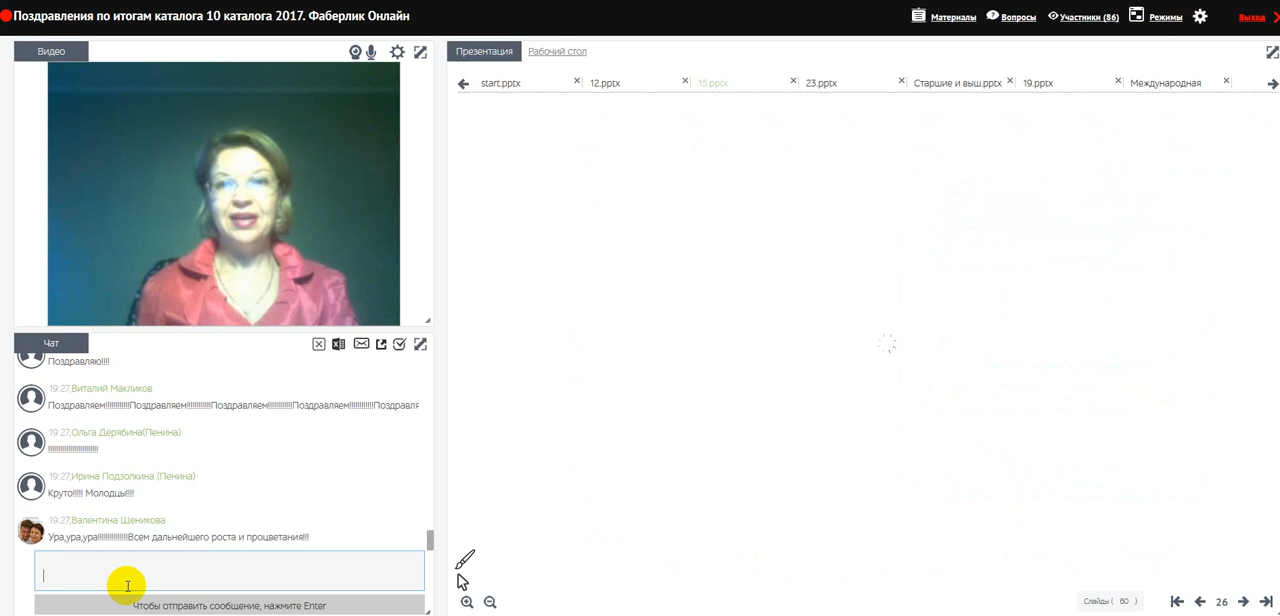 Поздравления по итогам каталога 10 каталога 2017. Фаберлик Онлайн
Материалы
Вопросы
Участники (86)
Режимы
Выход
Видео
Презентация
Рабочий стол
start.pptx
12.pptx
15.pptx
23.pptx
Старшие и выш.pptx
19.pptx
Международная
Чат
Поздравляю!!!!
19:27,Виталий Макликов
Поздравляем!!!!!!!!!!!!!Поздравляем!!!!!!!!!!!!Поздравляем!!!!!!!!!!!!Поздравляем!!!!!!!!!!!!Поздравля
19:27,Ольга Дерябина(Пенина)
!!!!!!!!!!!!!!!!!!!!!!!!!
19:27,Ирина Подзолкина (Пенина)
Круто!!!!! Молодцы!!!!
19:27,Валентина Щеникова
Ура,ура,ура!!!!!!!!!!!!!!!Всем дальнейшего роста и процветания!!!
Чтобы отправить сообщение, нажмите Enter
Слайды ( 60 )
26